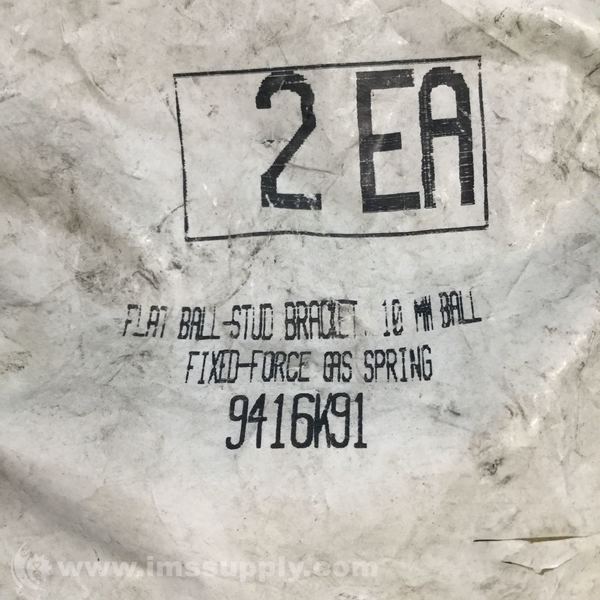 2 EA
FLAT BALL-STUD BRACKET, 10 MM BALL
FIXED-FORCE GAS SPRING
9416K91
www.imssupply.com